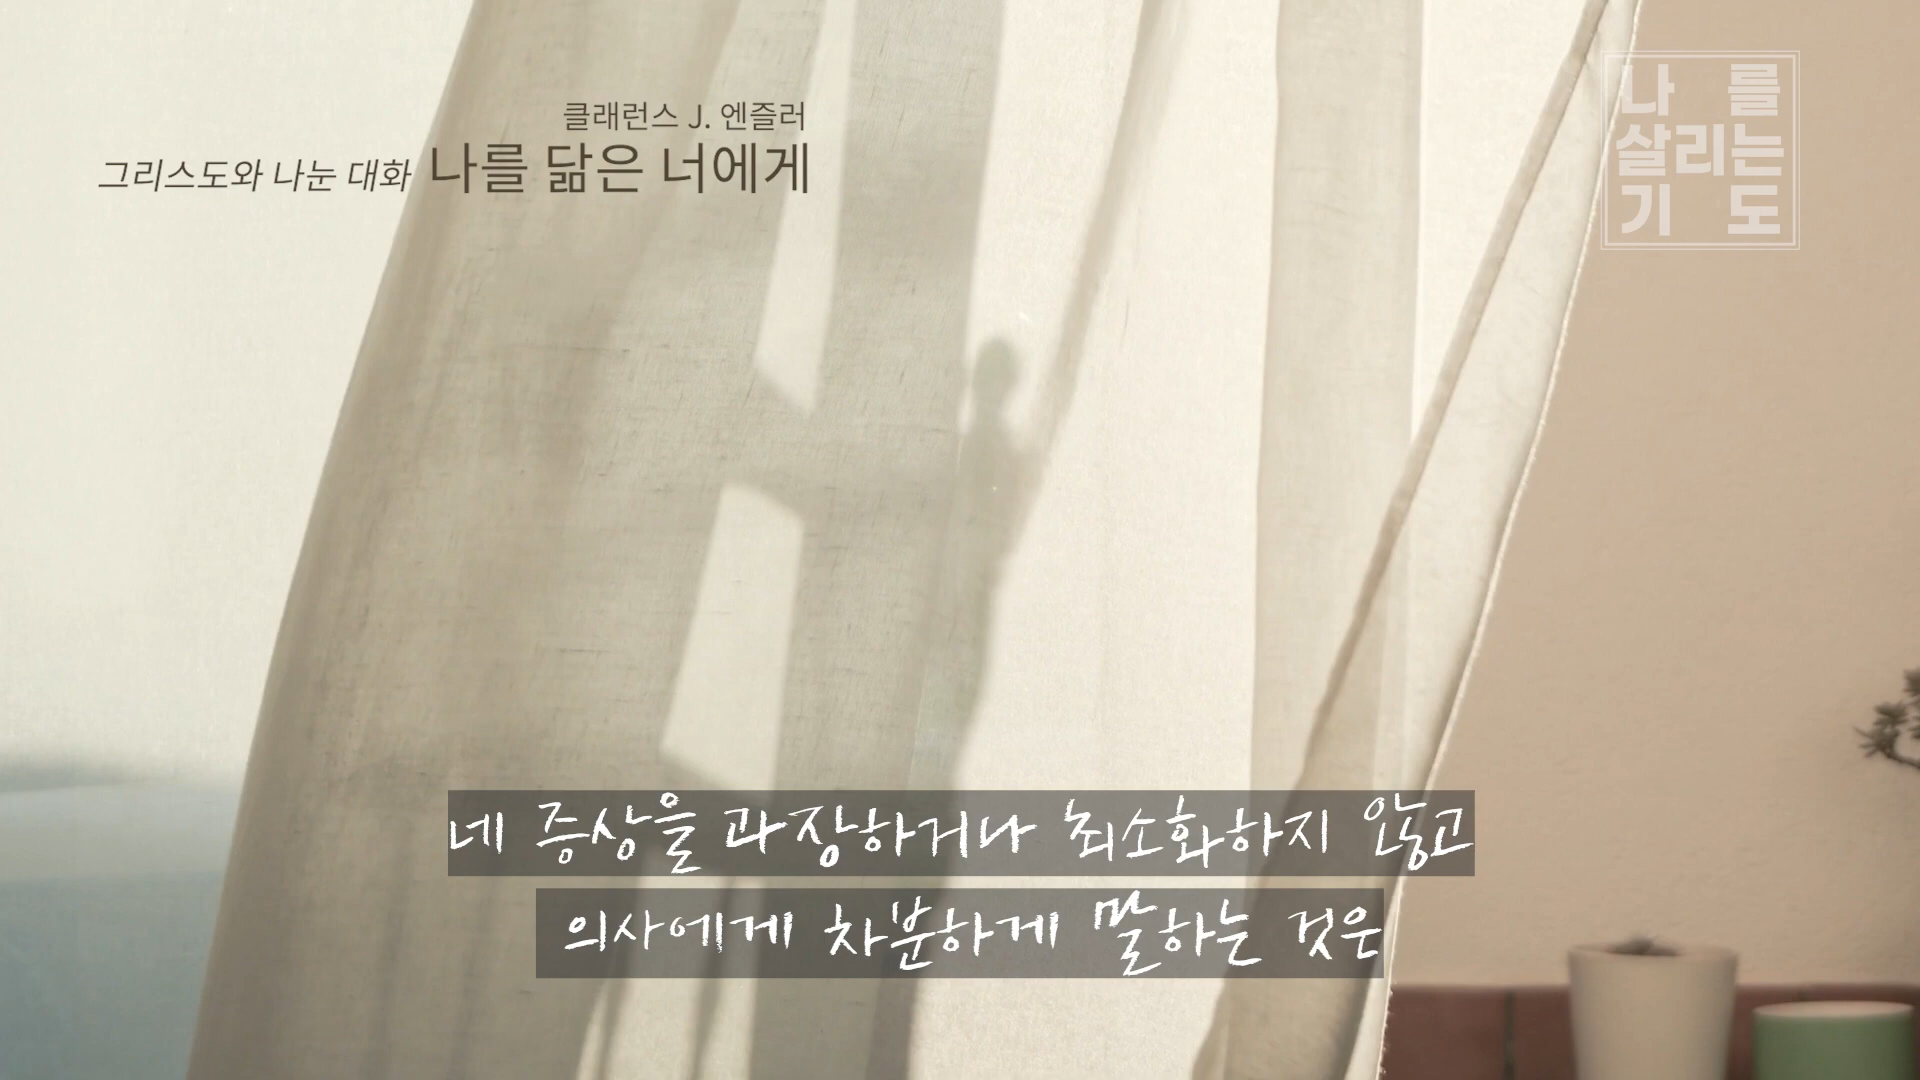 클래런스 J. 엔즐러
그리스도와 나눈 대화 나를 닮은 너에게
나를
살리는
기도
네 증상을 과장하거나 최소화하지 않고
의사에게 차분하게 말하는 것은